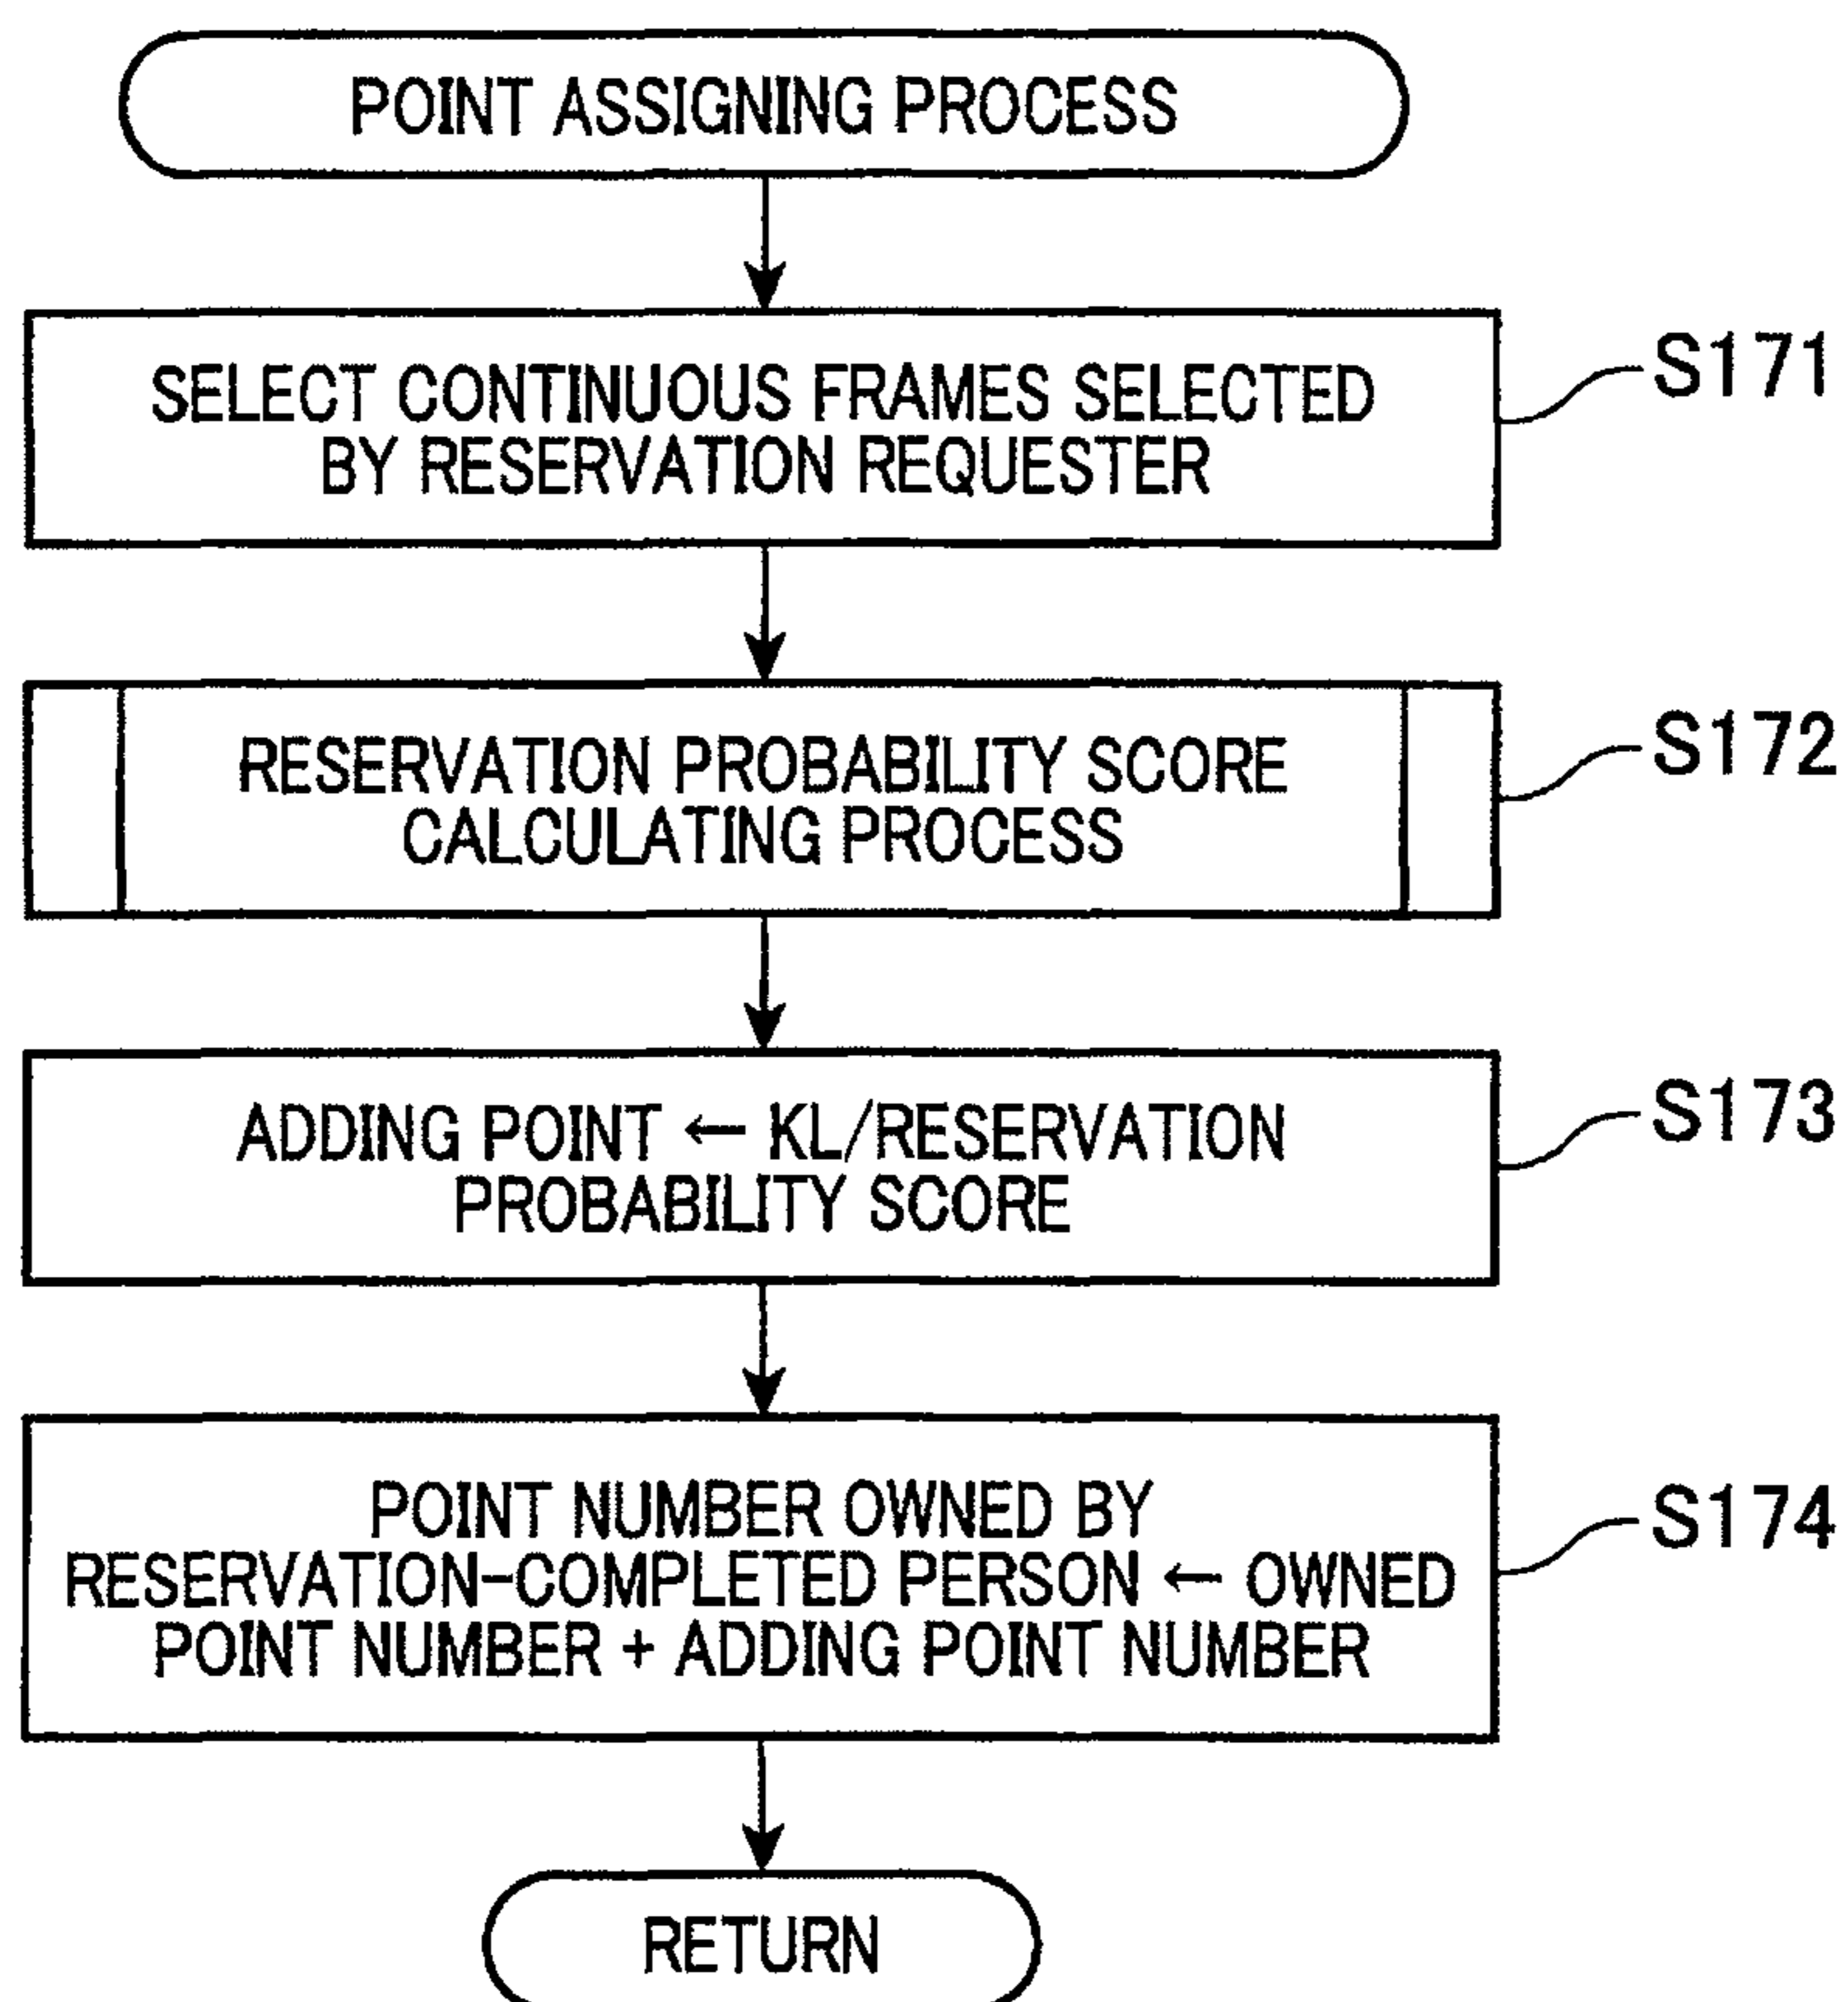 POINT ASSIGNING PROCESS
SELECT CONTINUOUS FRAMES SELECTED
BY RESERVATION REQUESTER
S171
RESERVATION PROBABILITY SCORE
CALCULATING PROCESS
S172
ADDING POINT ← KL/RESERVATION
PROBABILITY SCORE
S173
POINT NUMBER OWNED BY
RESERVATION-COMPLETED PERSON ← OWNED
POINT NUMBER + ADDING POINT NUMBER
S174
RETURN